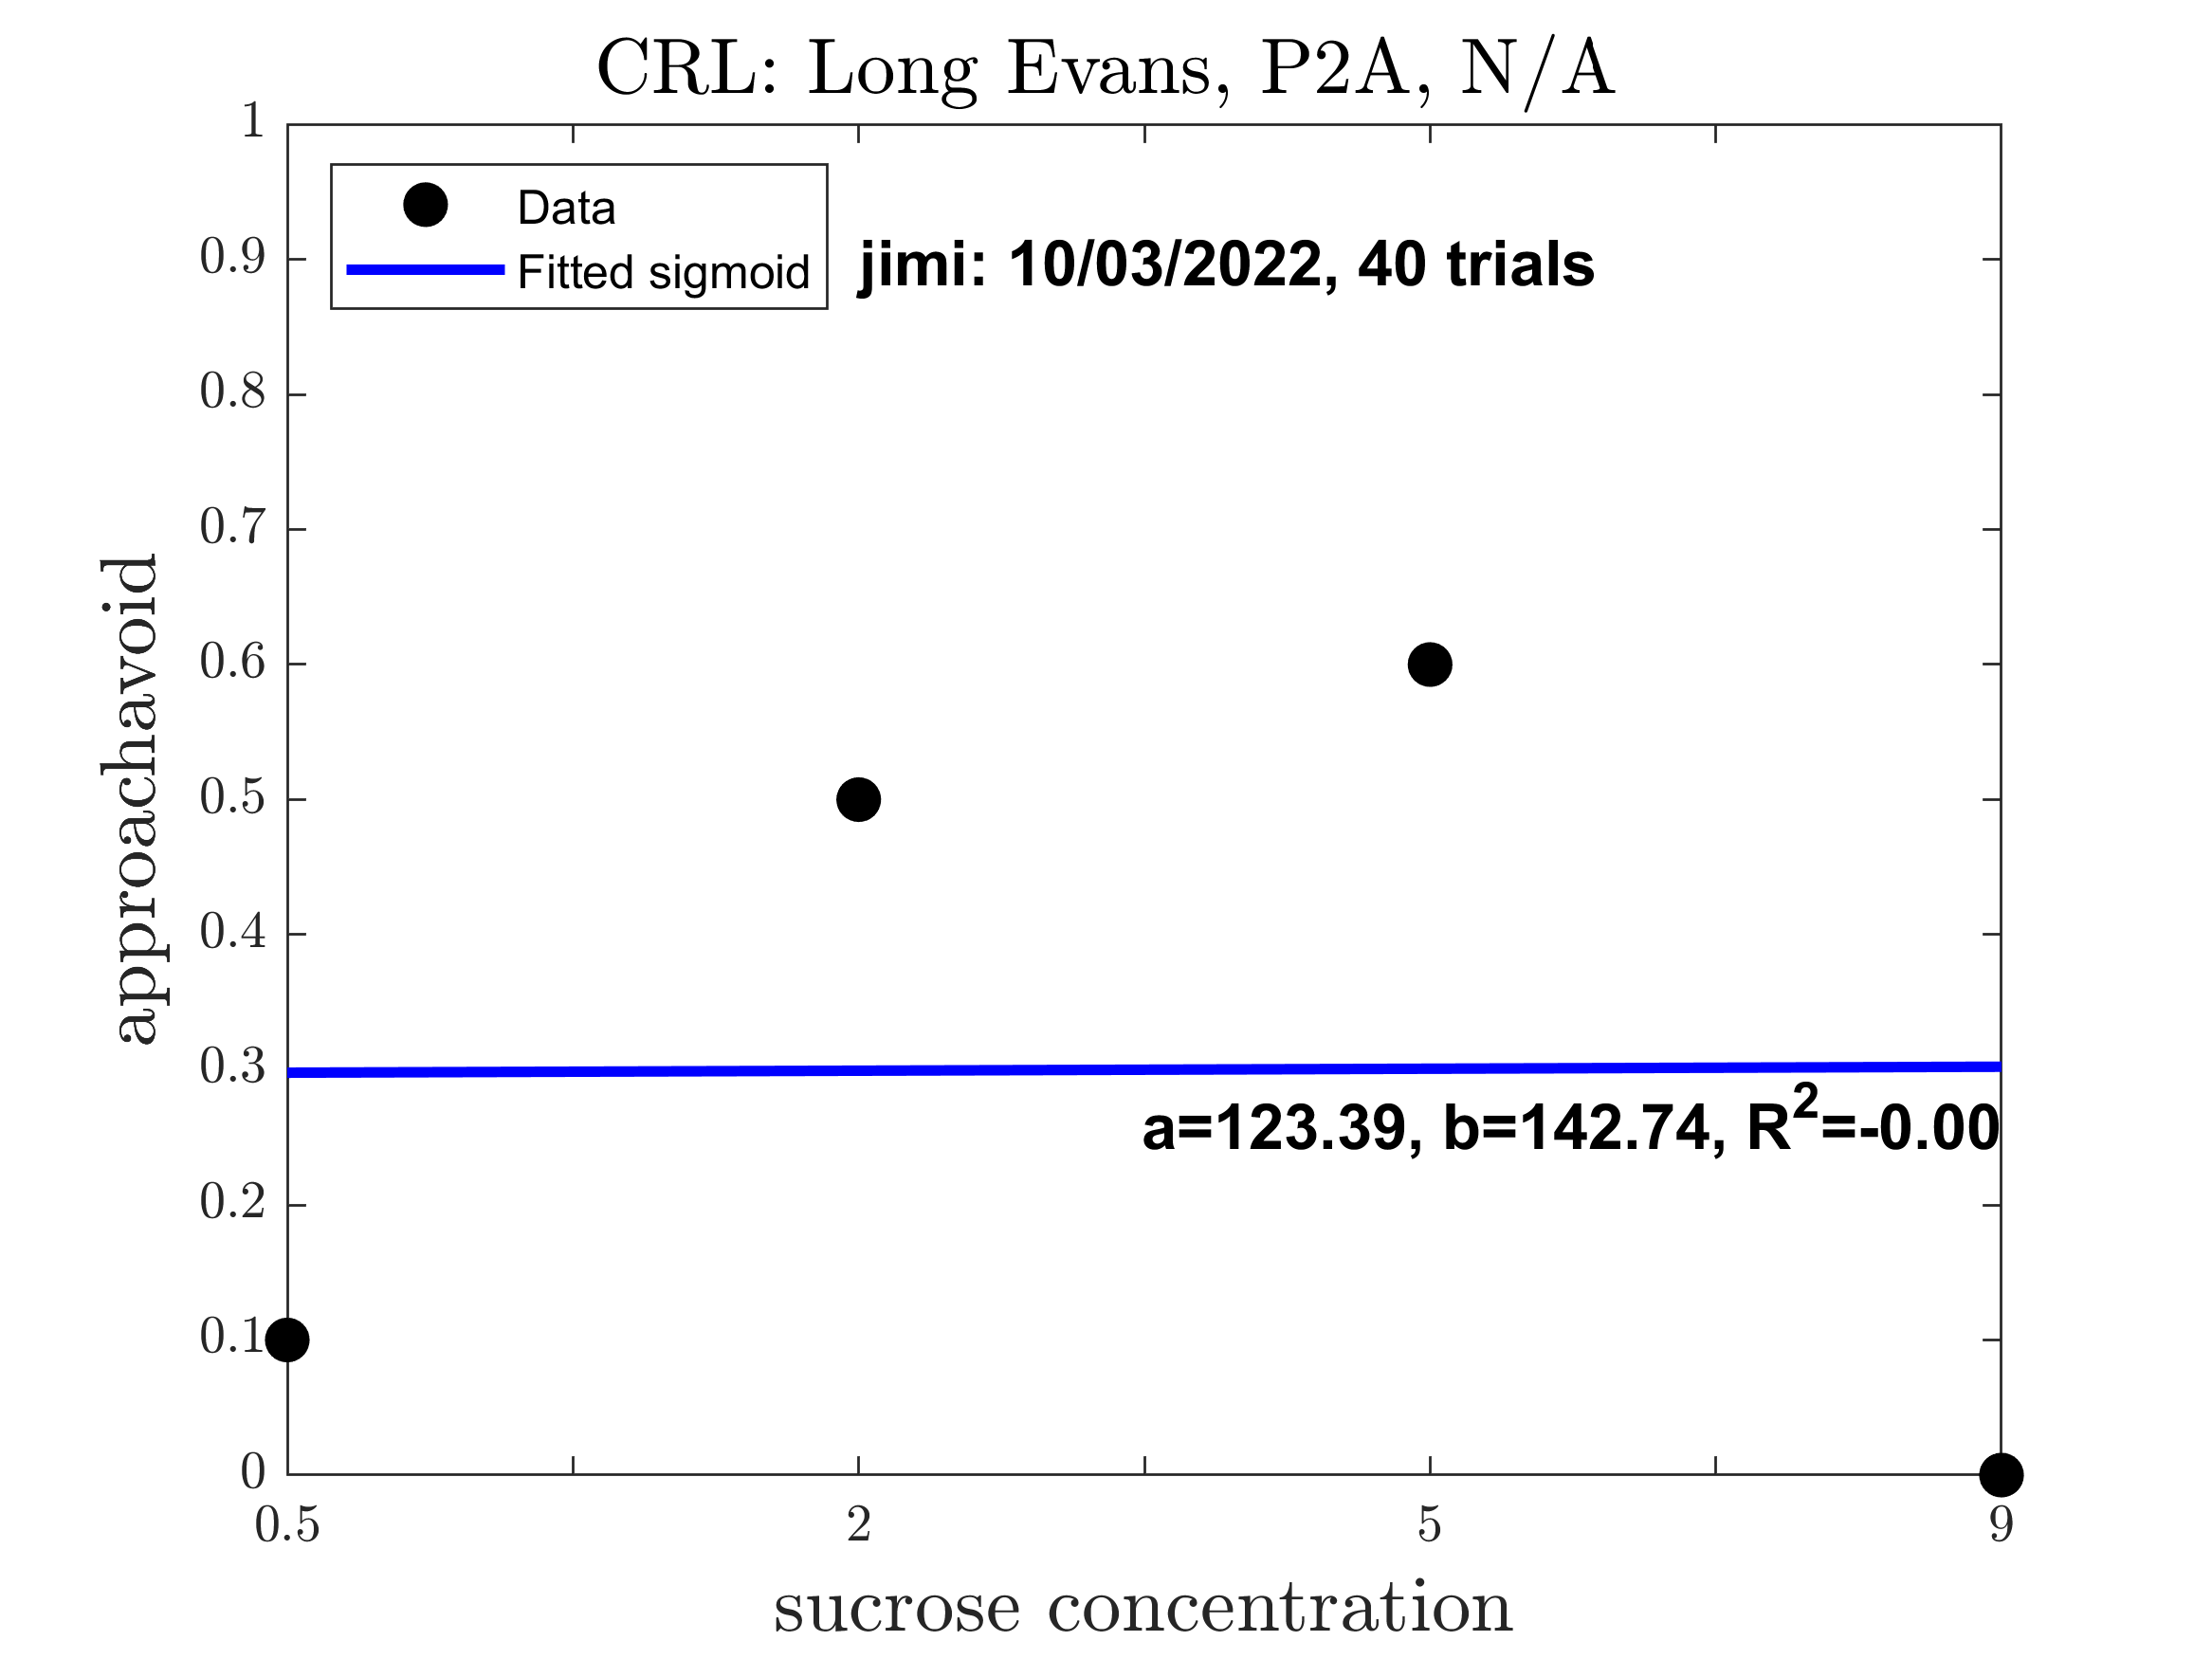 CRL: Long Evans, P2A, N/A
1
Data
Fitted sigmoid
jimi: 10/03/2022, 40 trials
0.9
0.8
0.7
0.6
0.5
0.4
0.3
0.2
0.1
0
approachavoid
a=123.39, b=142.74, R²=-0.00
0.5 2 5 9
sucrose concentration